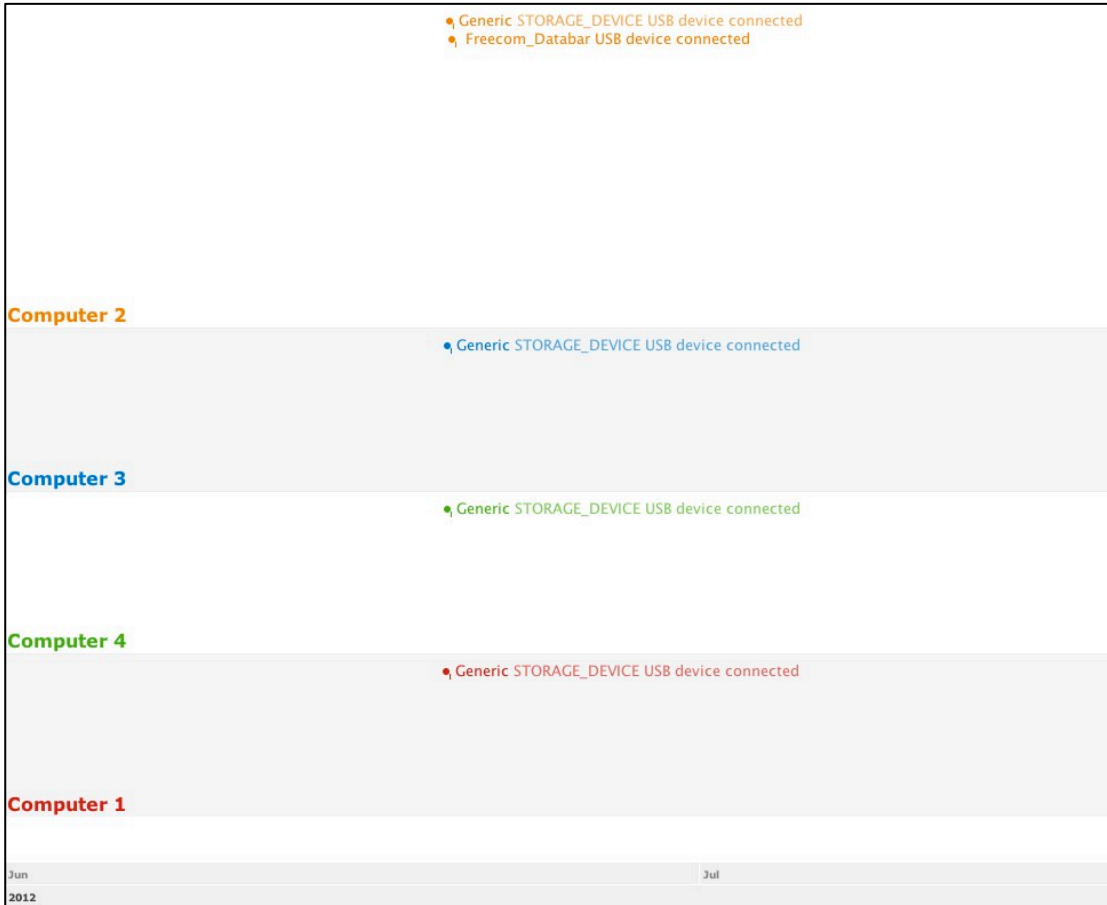 Generic STORAGE_DEVICE USB device connected
Freecom_Databar USB device connected
Computer 2
Generic STORAGE_DEVICE USB device connected
Computer 3
Generic STORAGE_DEVICE USB device connected
Computer 4
Generic STORAGE_DEVICE USB device connected
Computer 1
Jun Jul
2012